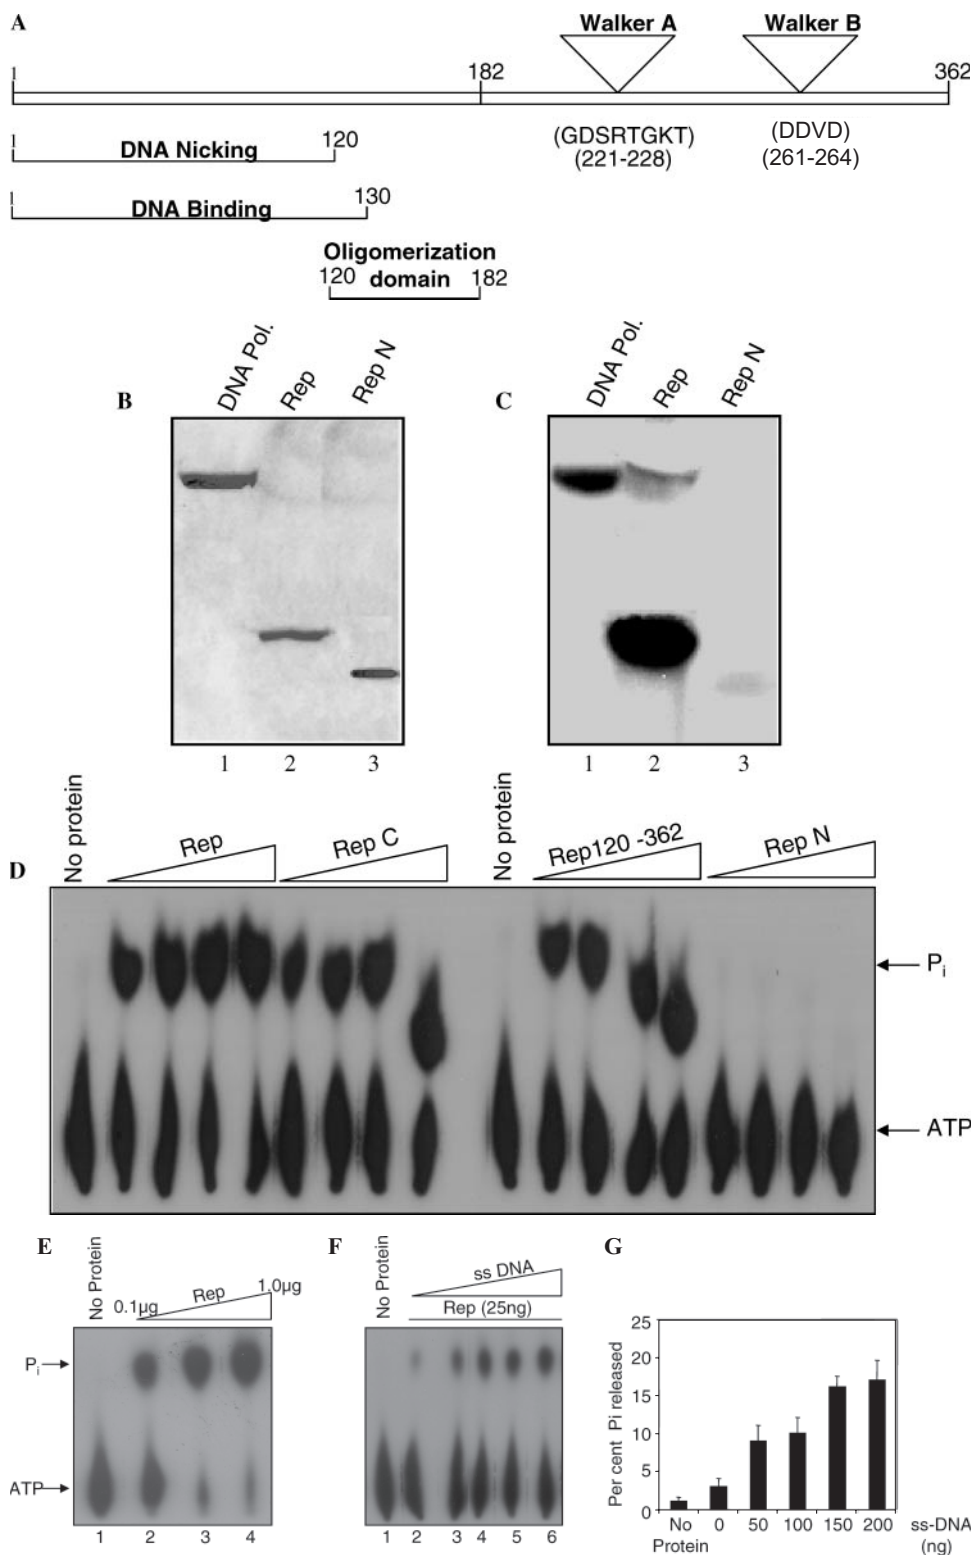 A
Walker A
Walker B
1
182
362
(GDSRTGKT)
(221-228)
(DDVD)
(261-264)
1
DNA Nicking
120
1
DNA Binding
130
Oligomerization
domain
120
182
B
DNA Pol.
Rep
Rep N
1
2
3
C
DNA Pol.
Rep
Rep N
1
2
3
D
No protein
Rep
Rep C
No protein
Rep120 -362
Rep N
Pi
ATP
E
No Protein
0.1µg
Rep
1.0µg
Pi
ATP
1
2
3
4
F
No Protein
ss DNA
Rep (25ng)
1
2
3
4
5
6
G
Per cent Pi released
25
20
15
10
5
0
No
Protein
0
50
100
150
200
ss-DNA
(ng)